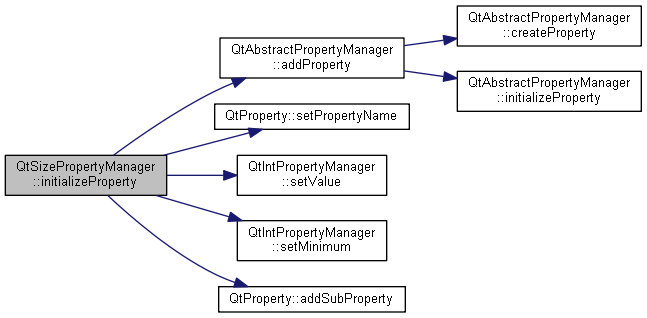 QtAbstractPropertyManager
::createProperty
QtAbstractPropertyManager
::addProperty
QtAbstractPropertyManager
::initializeProperty
QtProperty::setPropertyName
QtSizePropertyManager
::initializeProperty
QtIntPropertyManager
::setValue
QtIntPropertyManager
::setMinimum
QtProperty::addSubProperty